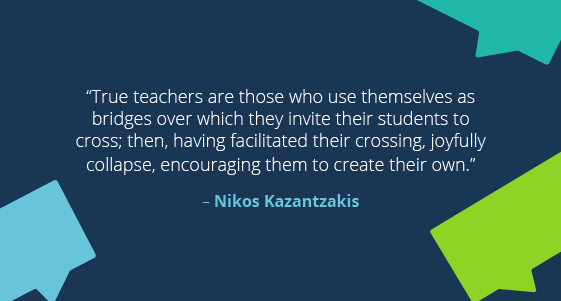 “True teachers are those who use themselves as
bridges over which they invite their students to
cross; then, having facilitated their crossing, joyfully
collapse, encouraging them to create their own.”
– Nikos Kazantzakis